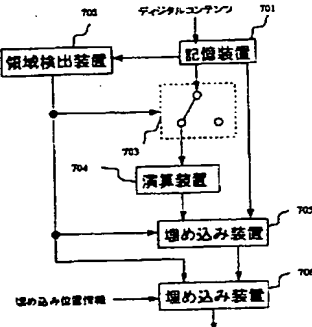 702
ディジタルコンテンツ
701
領域検出装置
記憶装置
703
704
演算装置
705
埋め込み装置
706
埋め込み位置情報
埋め込み装置